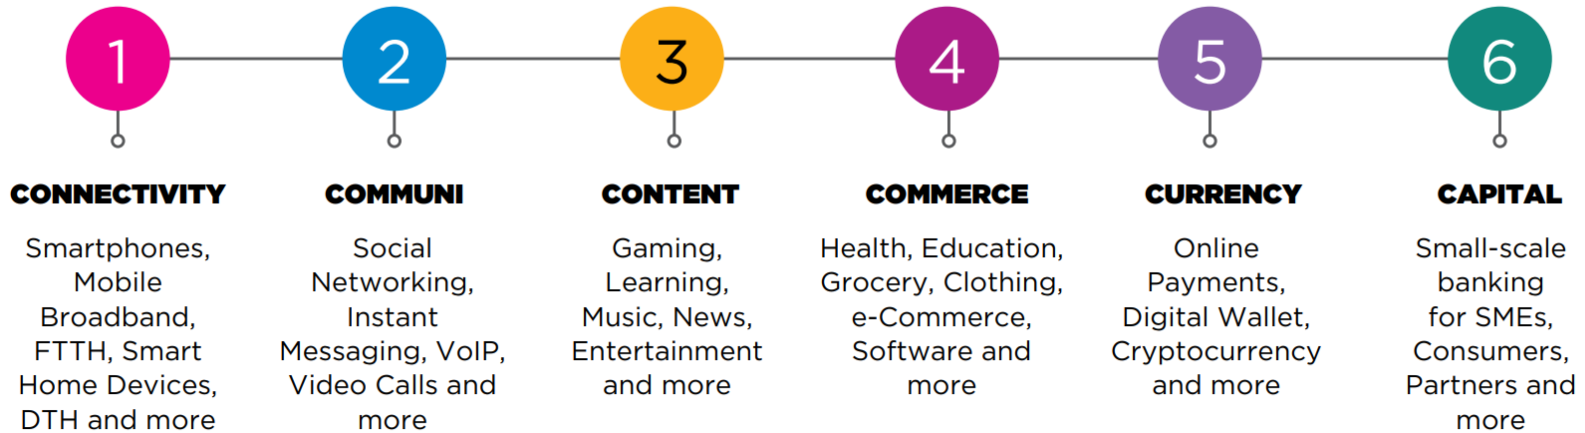 1
CONNECTIVITY
Smartphones,
Mobile
Broadband,
FTTH, Smart
Home Devices,
DTH and more
2
COMMUNI
Social
Networking,
Instant
Messaging, VoIP,
Video Calls and
more
3
CONTENT
Gaming,
Learning,
Music, News,
Entertainment
and more
4
COMMERCE
Health, Education,
Grocery, Clothing,
e-Commerce,
Software and
more
5
CURRENCY
Online
Payments,
Digital Wallet,
Cryptocurrency
and more
6
CAPITAL
Small-scale
banking
for SMEs,
Consumers,
Partners and
more